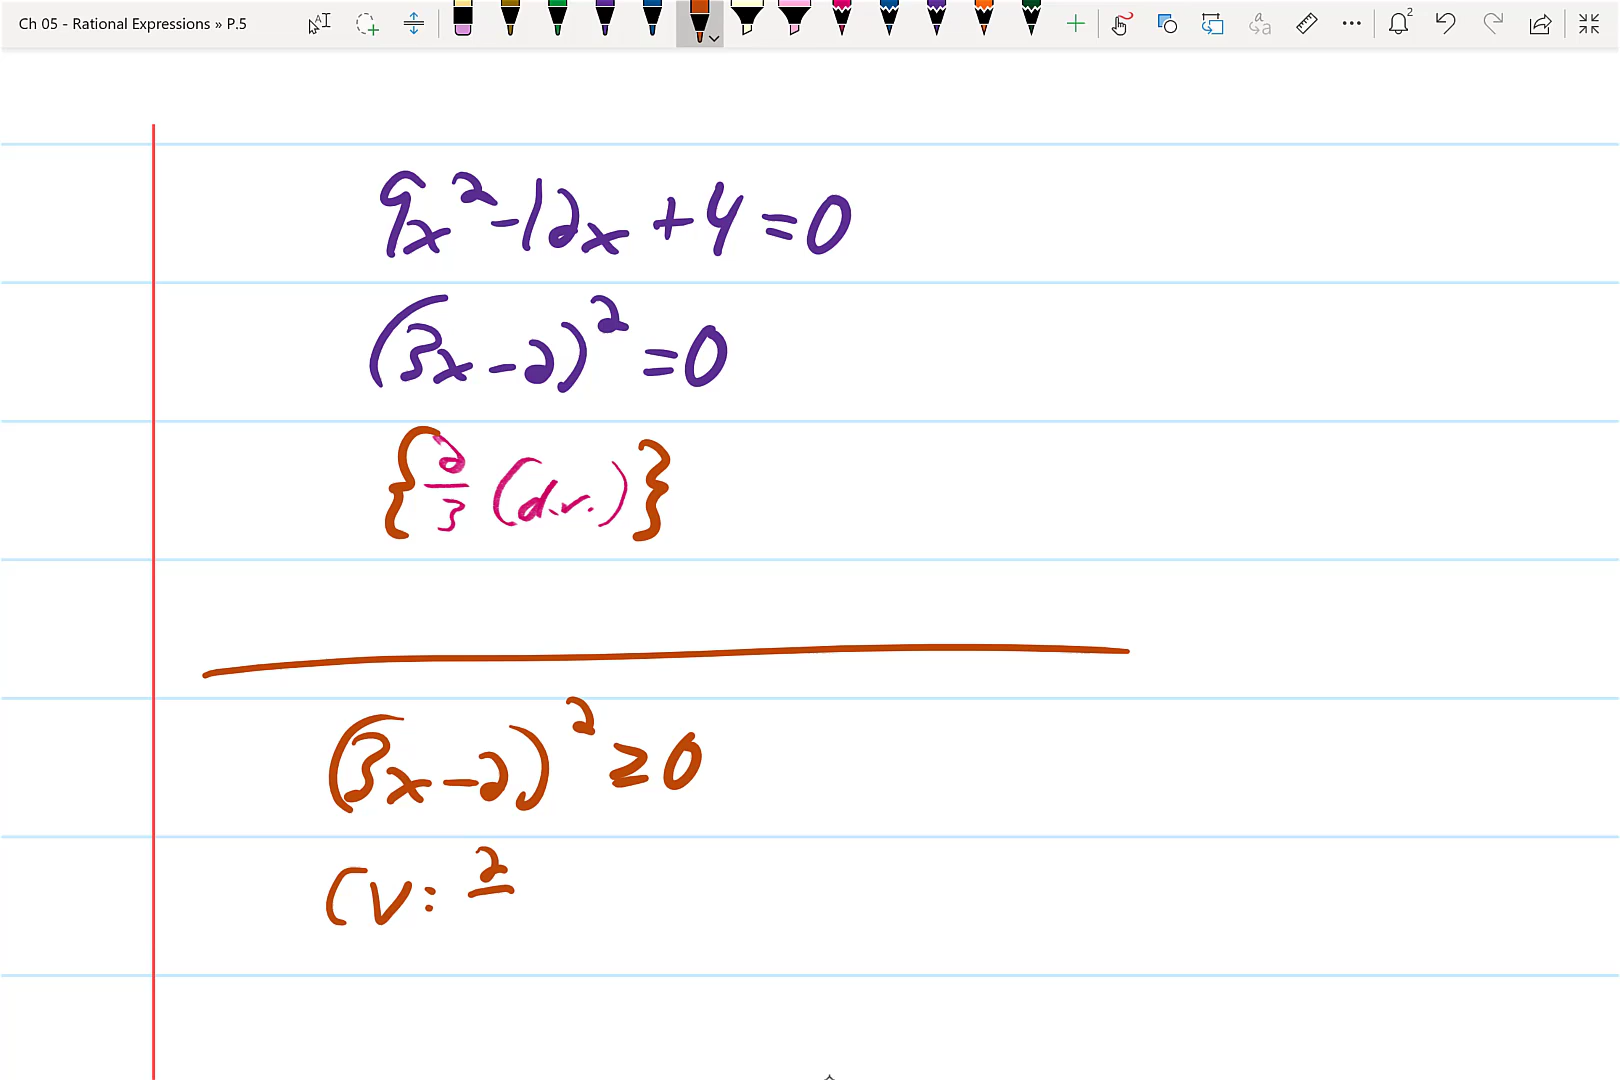 Ch 05 - Rational Expressions » P.5
2
9x² - 12x + 4 = 0
(3x - 2)² = 0
{2/3 (d.r.)}
(3x - 2)² ≥ 0
CV: 2